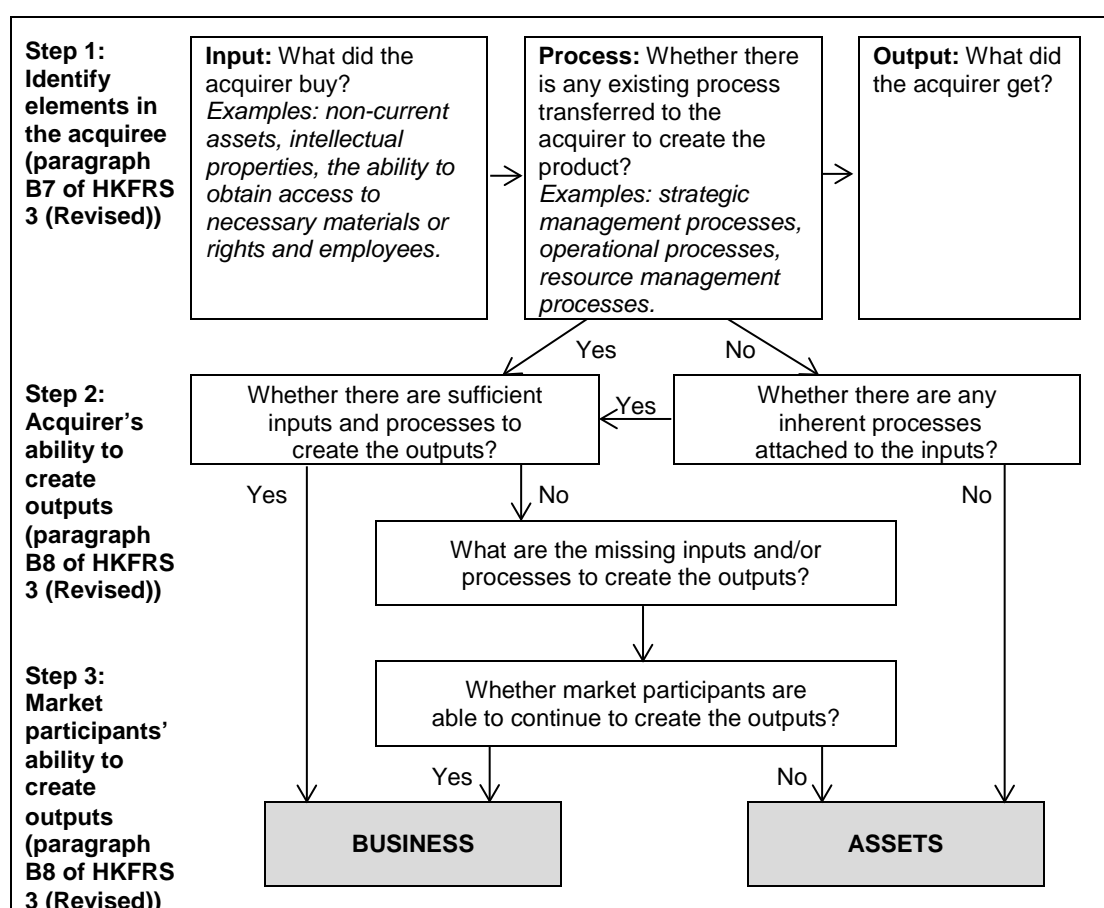 Step 1:
Identify
elements in
the acquiree
(paragraph
B7 of HKFRS
3 (Revised))
Input: What did the
acquirer buy?
Examples: non-current
assets, intellectual
properties, the ability to
obtain access to
necessary materials or
rights and employees.
Process: Whether there
is any existing process
transferred to the
acquirer to create the
product?
Examples: strategic
management processes,
operational processes,
resource management
processes.
Output: What did
the acquirer get?
Yes
No
Step 2:
Acquirer’s
ability to
create
outputs
(paragraph
B8 of HKFRS
3 (Revised))
Whether there are sufficient
inputs and processes to
create the outputs?
Yes
Whether there are any
inherent processes
attached to the inputs?
Yes
No
No
What are the missing inputs and/or
processes to create the outputs?
Step 3:
Market
participants’
ability to
create
outputs
(paragraph
B8 of HKFRS
3 (Revised))
Whether market participants are
able to continue to create the outputs?
Yes
No
BUSINESS
ASSETS